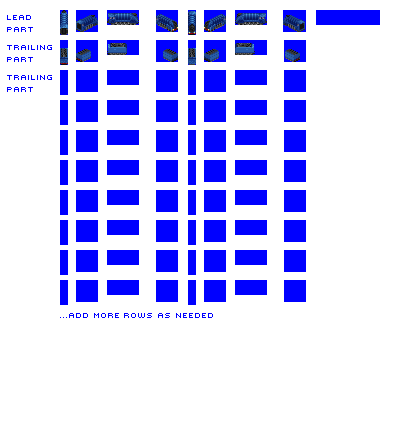 LEAD
PART
TRAILING
PART
TRAILING
PART
...ADD MORE ROWS AS NEEDED